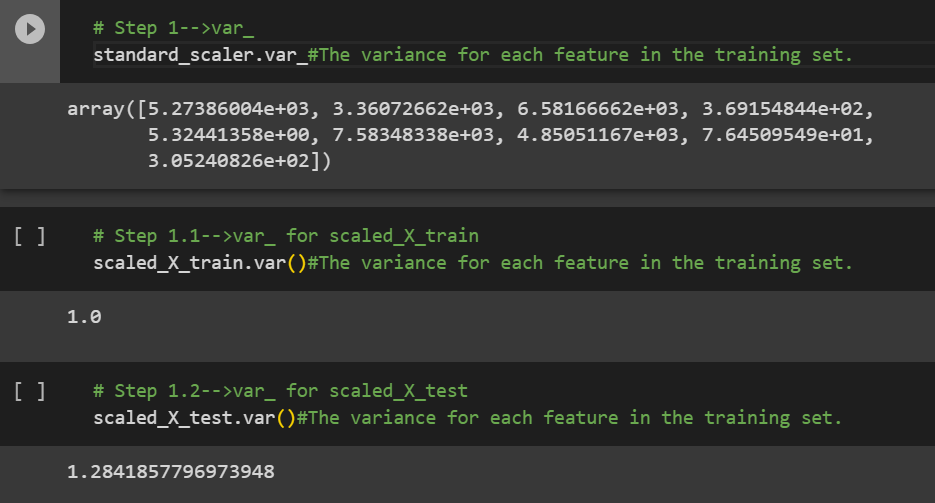 # Step 1-->var_
standard_scaler.var_#The variance for each feature in the training set.
array([5.27386004e+03, 3.36072662e+03, 6.58166662e+03, 3.69154844e+02,
5.32441358e+00, 7.58348338e+03, 4.85051167e+03, 7.64509549e+01,
3.05240826e+02])
[ ] # Step 1.1-->var_ for scaled_X_train
scaled_X_train.var()#The variance for each feature in the training set.
1.0
[ ] # Step 1.2-->var_ for scaled_X_test
scaled_X_test.var()#The variance for each feature in the training set.
1.2841857796973948